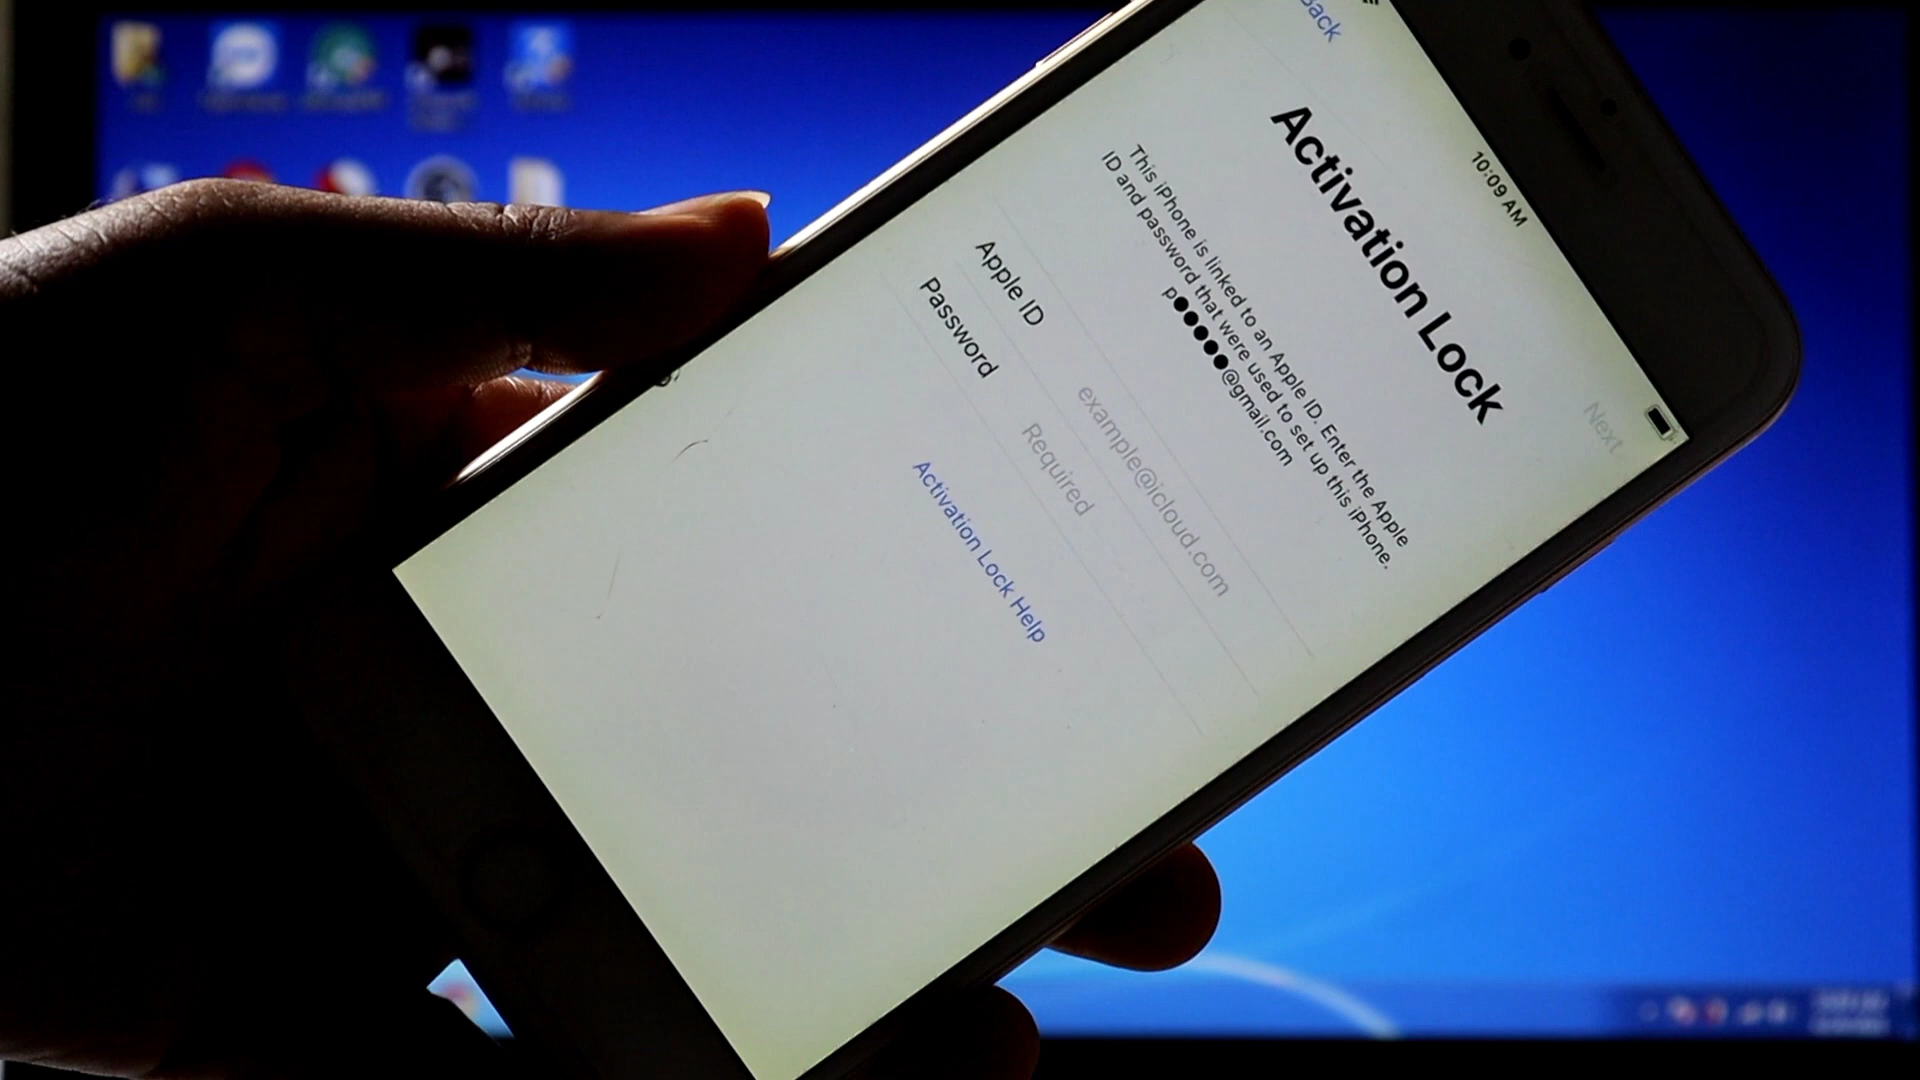 10:09 AM
Back
Next
Activation Lock
This iPhone is linked to an Apple ID. Enter the Apple
ID and password that were used to set up this iPhone.
p●●●●●@gmail.com
Apple ID example@icloud.com
Password Required
Activation Lock Help